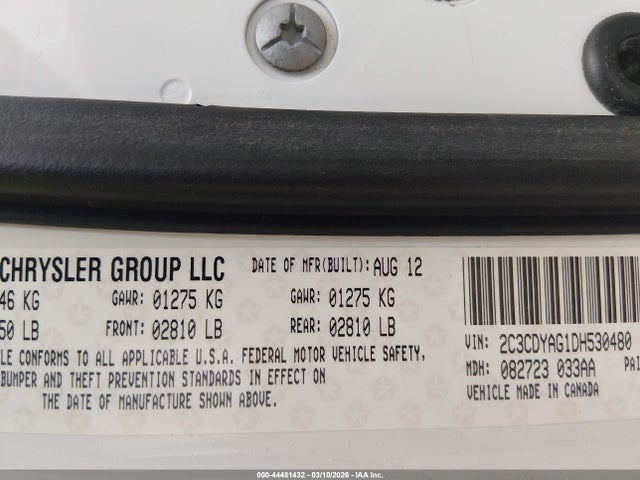 CHRYSLER GROUP LLC DATE OF MFR(BUILT): AUG 12
46 KG GAWR: 01275 KG GAWR: 01275 KG
50 LB FRONT: 02810 LB REAR: 02810 LB
LE CONFORMS TO ALL APPLICABLE U.S.A. FEDERAL MOTOR VEHICLE SAFETY,
BUMPER AND THEFT PREVENTION STANDARDS IN EFFECT ON
THE DATE OF MANUFACTURE SHOWN ABOVE.
VIN: 2C3CDYAG1DH530480
MDH: 082723 033AA PAI
VEHICLE MADE IN CANADA
000-44481432 - 03/10/2026 - IAA Inc.